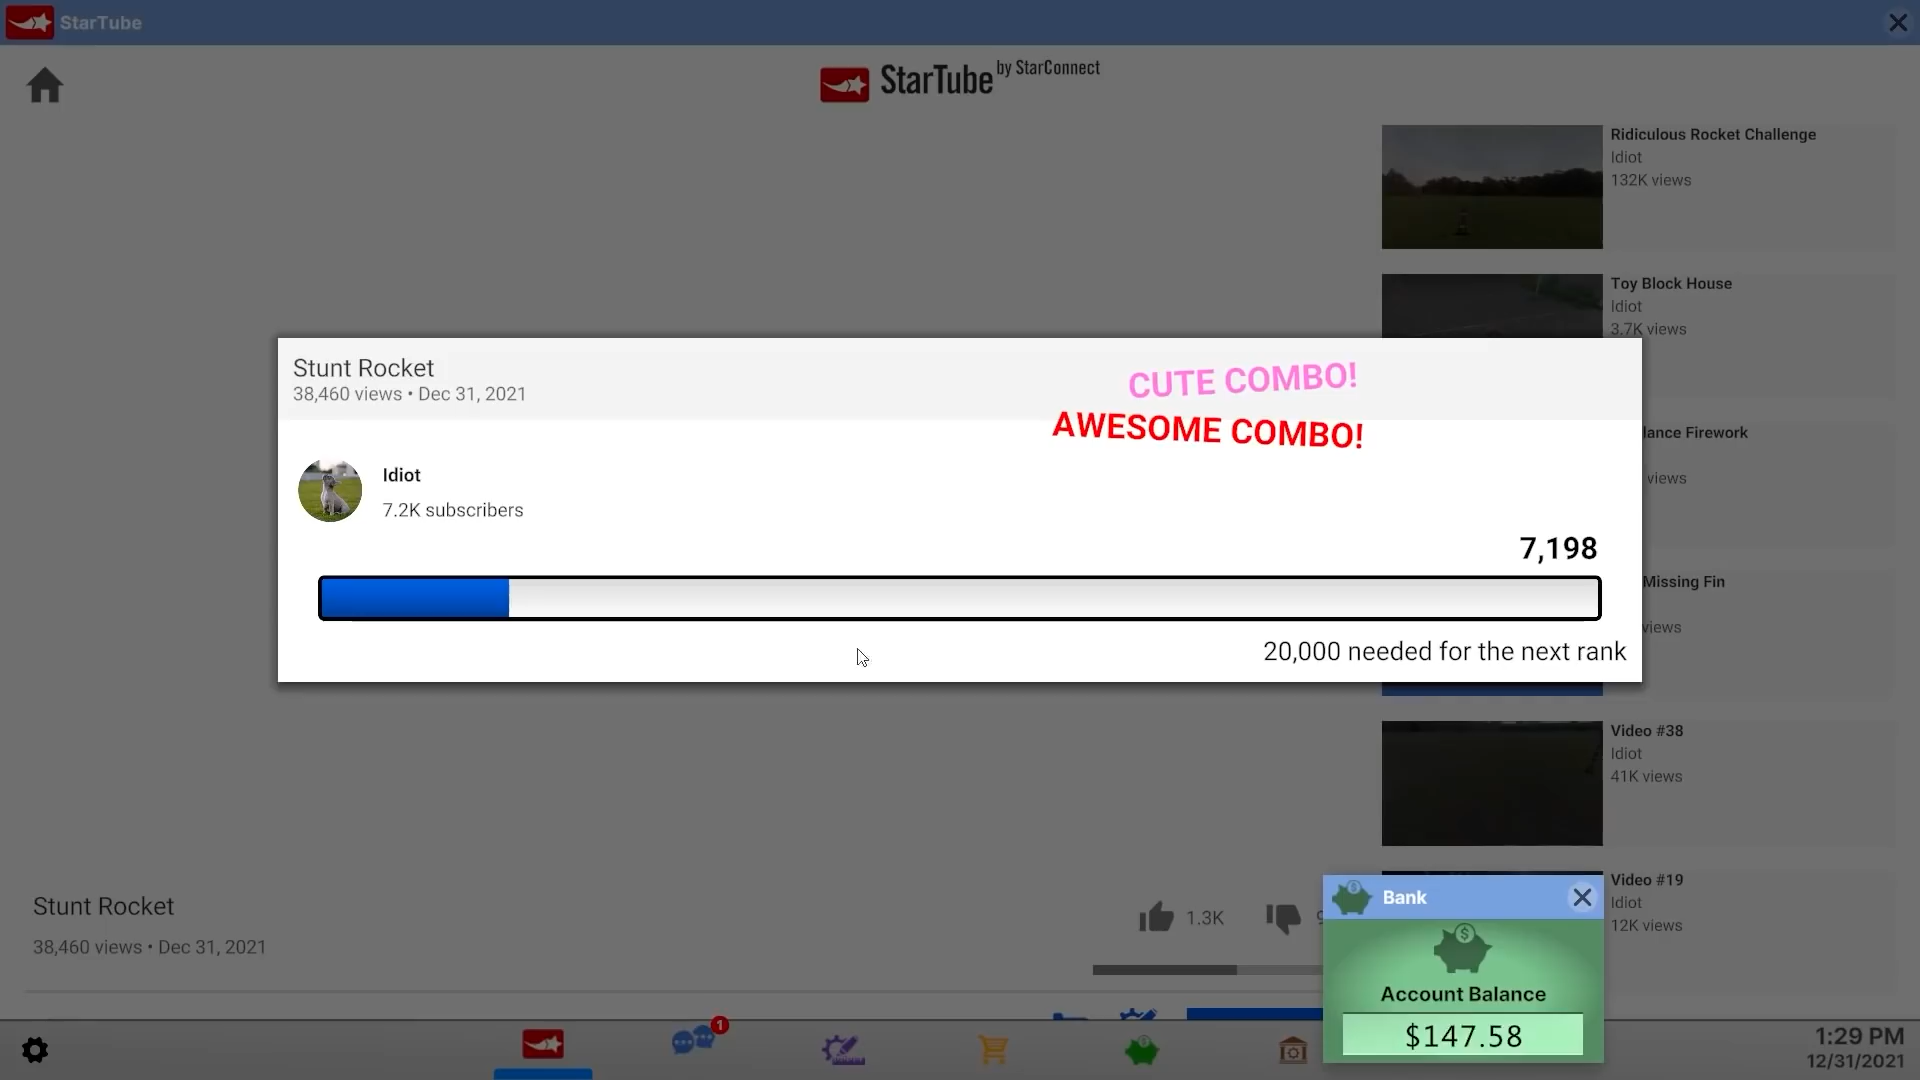 StarTube
StarTube by StarConnect
Ridiculous Rocket Challenge
Idiot
132K views
Toy Block House
Idiot
3.7K views
Stunt Rocket
38,460 views • Dec 31, 2021
CUTE COMBO!
AWESOME COMBO!
lance Firework
views
Idiot
7.2K subscribers
7,198
Missing Fin
views
20,000 needed for the next rank
Video #38
Idiot
41K views
Stunt Rocket
38,460 views • Dec 31, 2021
1.3K
Bank
Account Balance
$147.58
Video #19
Idiot
12K views
1
1:29 PM
12/31/2021